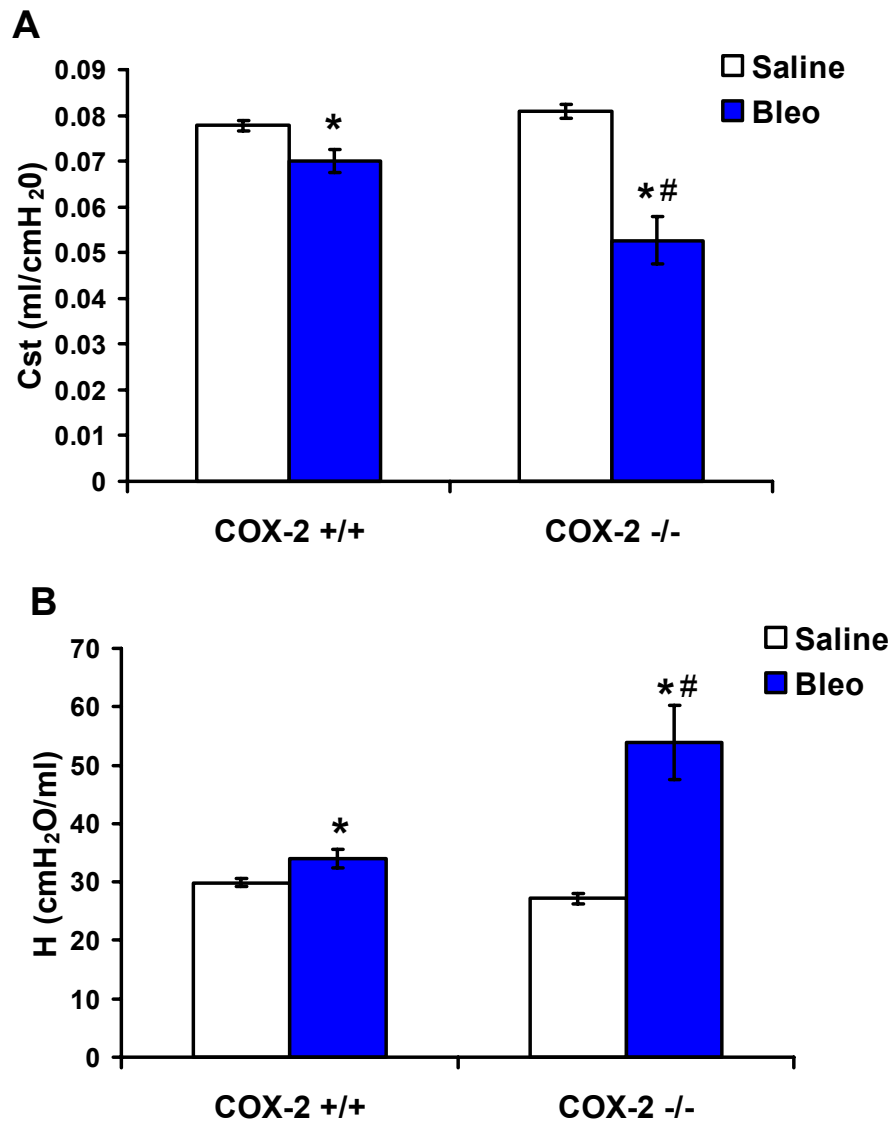 A
Saline
Bleo
0.09
0.08
0.07
0.06
0.05
0.04
0.03
0.02
0.01
0
Cst (ml/cmH₂0)
*
*#
COX-2 +/+ COX-2 -/-
B
Saline
Bleo
70
60
50
40
30
20
10
0
H (cmH₂O/ml)
*
*#
COX-2 +/+ COX-2 -/-